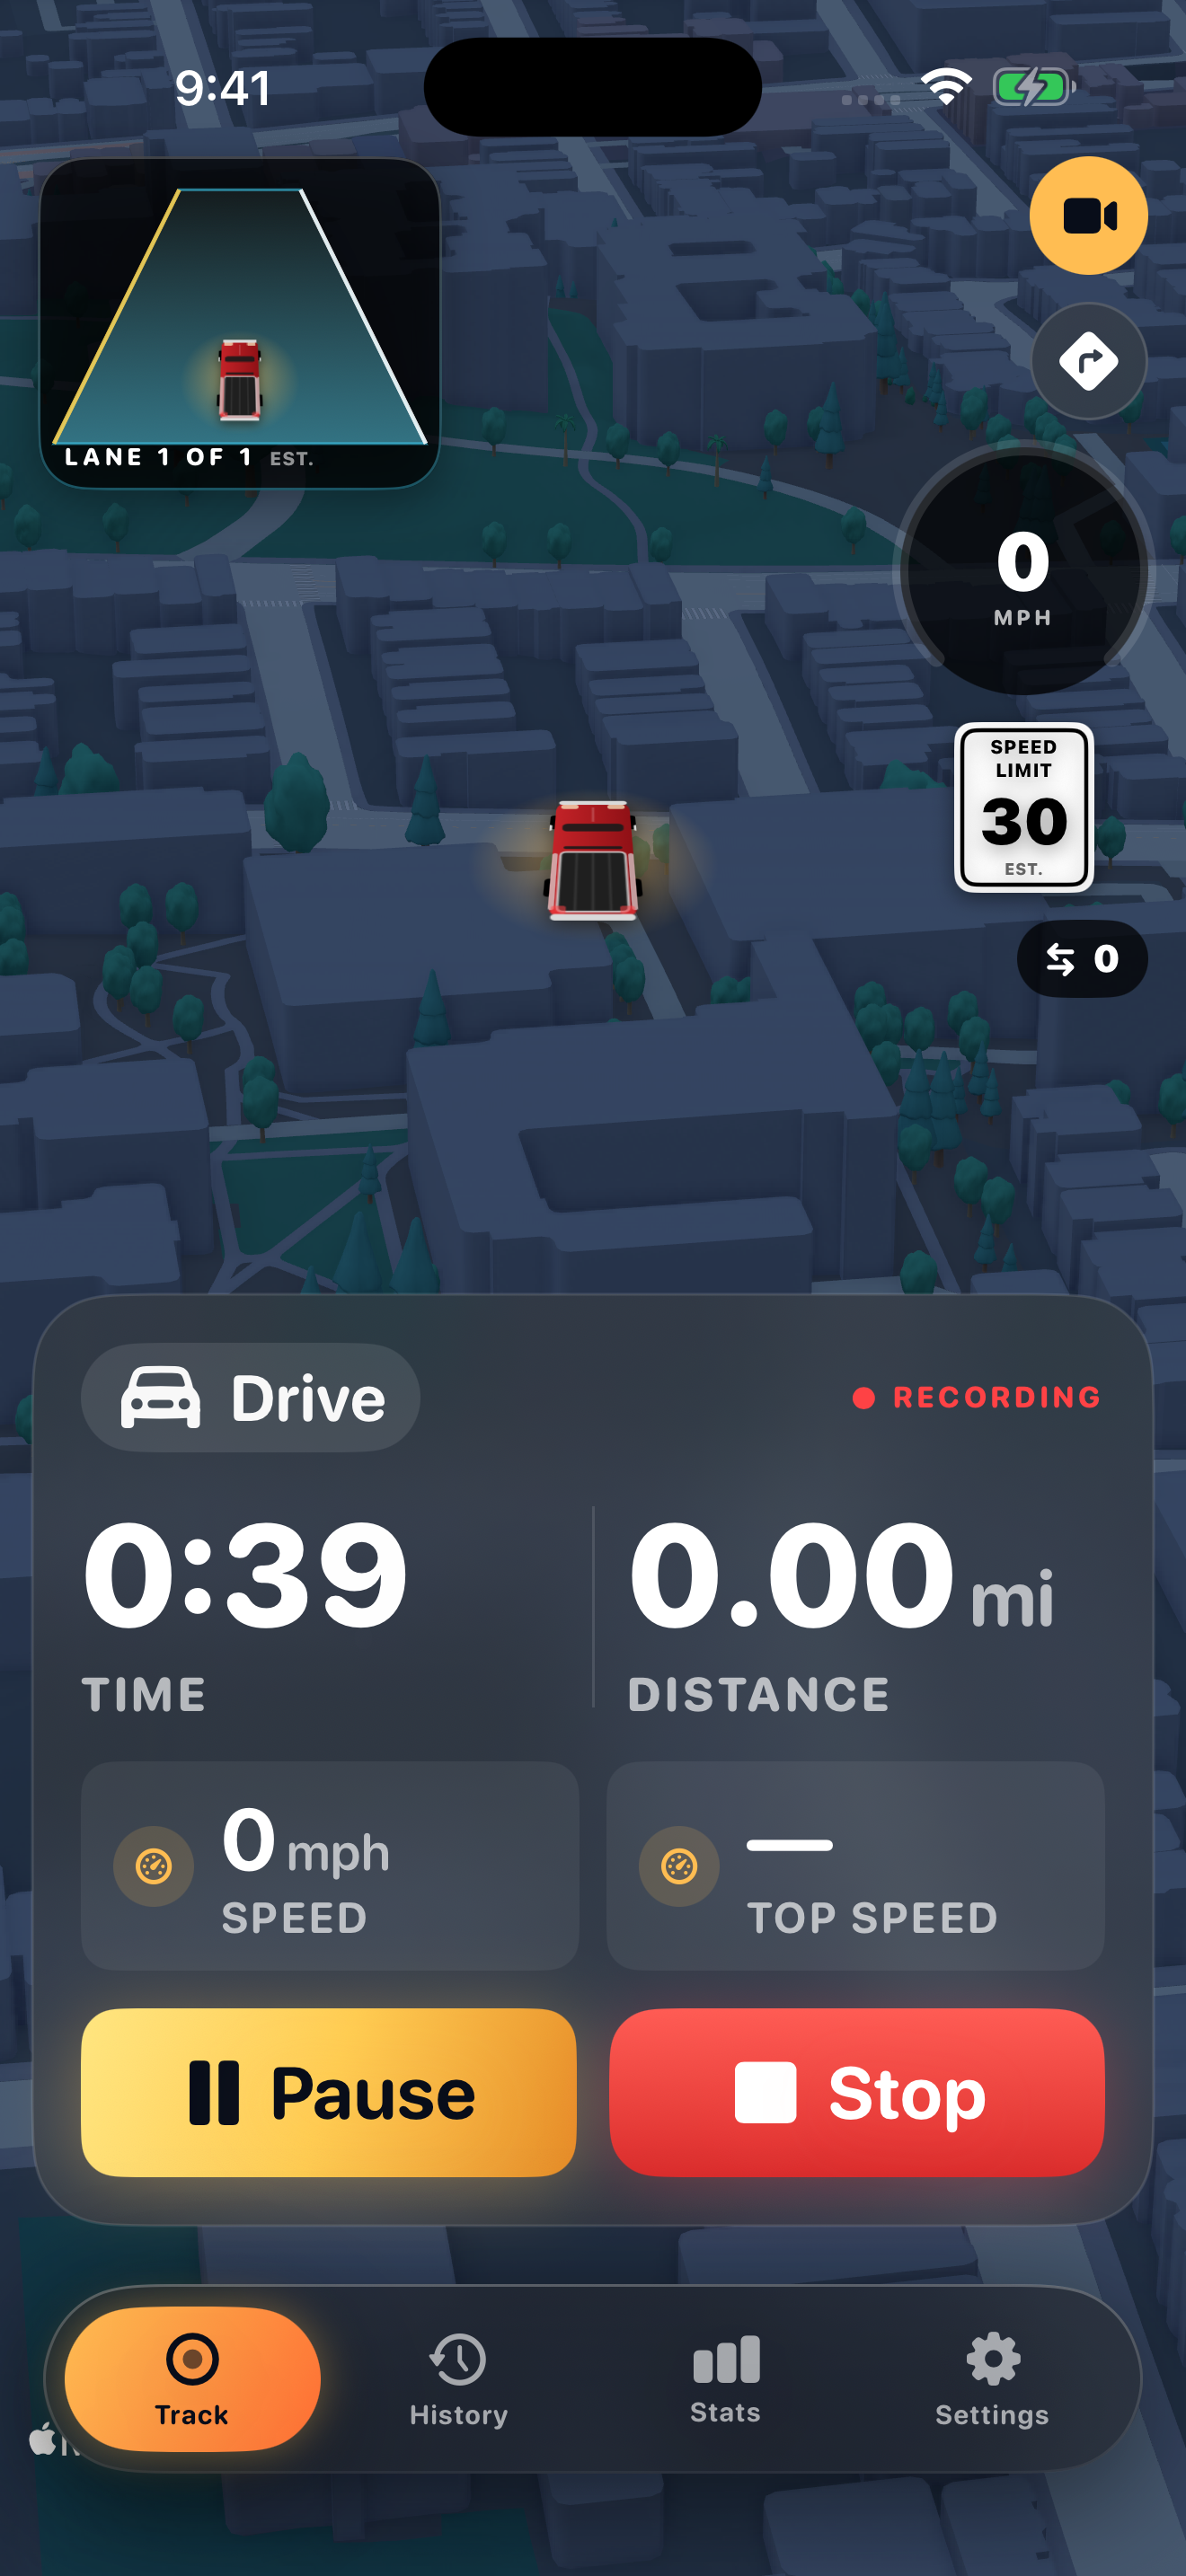 9:41
LANE 1 OF 1 EST.
0
MPH
SPEED
LIMIT
30
EST.
0
Drive
RECORDING
0:39
TIME
0.00 mi
DISTANCE
0 mph
SPEED
—
TOP SPEED
Pause
Stop
Track
History
Stats
Settings